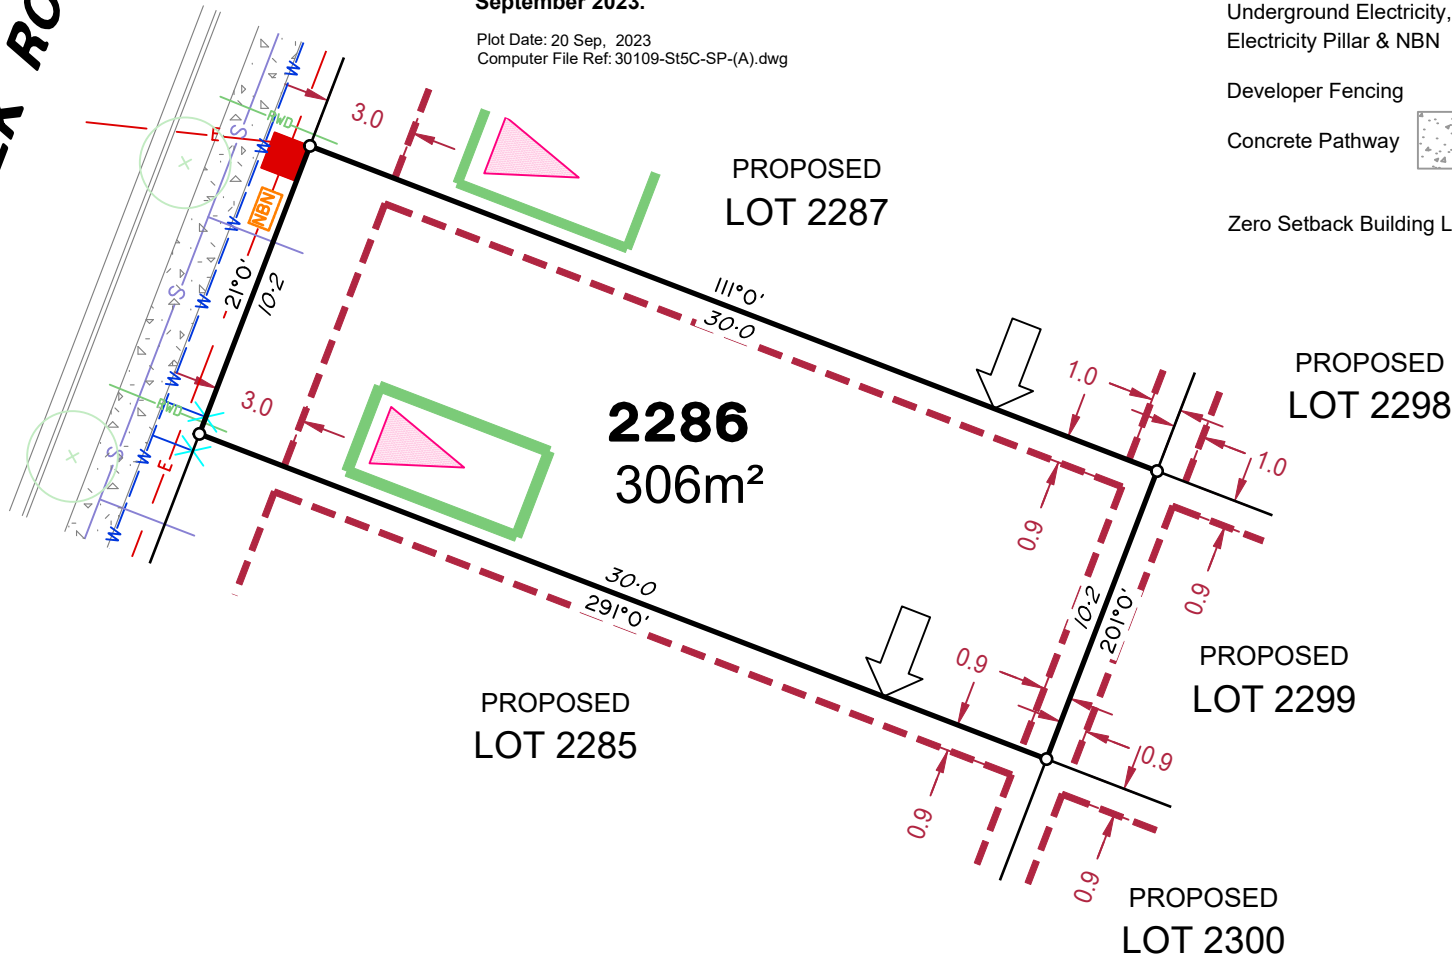 September 2023.
Plot Date: 20 Sep, 2023
Computer File Ref: 30109-St5C-SP-(A).dwg
Underground Electricity,
Electricity Pillar & NBN
Developer Fencing
Concrete Pathway
Zero Setback Building L
RO
W
3.0
RWD
E
S
W
NBN
W
PROPOSED
LOT 2287
21°0'
10·2
S
W
111°0'
30·0
W
3.0
RWD
S
W
E
W
2286
306m²
1.0
PROPOSED
LOT 2298
1.0
0.9
0.9
30·0
291°0'
10·2
201°0'
0.9
PROPOSED
LOT 2299
PROPOSED
LOT 2285
0.9
0.9
0.9
PROPOSED
LOT 2300